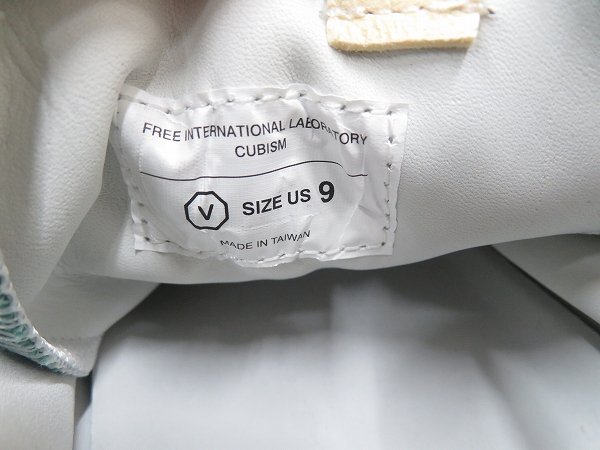 FREE INTERNATIONAL LABORATORY
CUBISM
V SIZE US 9
MADE IN TAIWAN